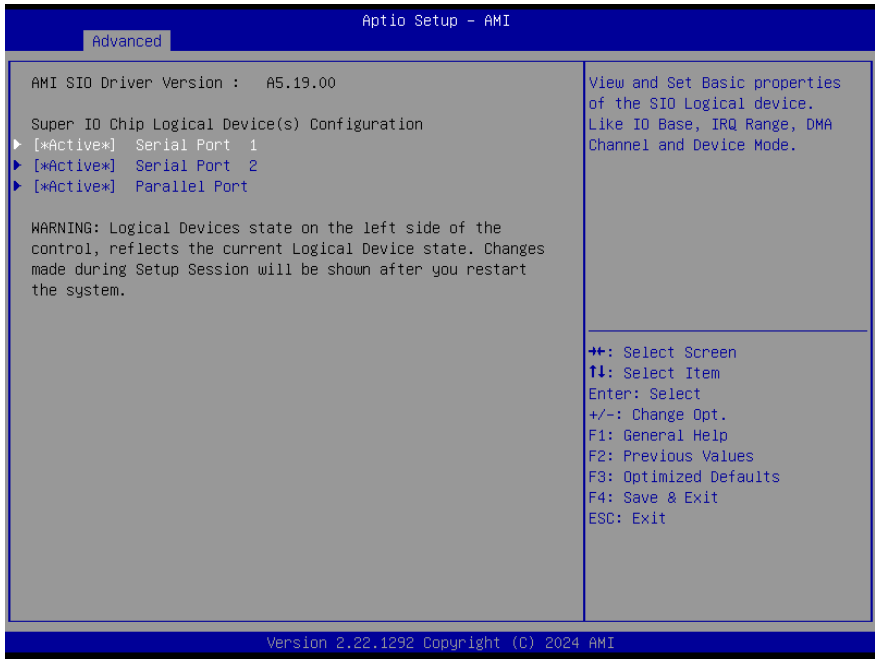 Aptio Setup – AMI
Advanced
AMI SIO Driver Version :   A5.19.00
Super IO Chip Logical Device(s) Configuration
[*Active*]  Serial Port  1
[*Active*]  Serial Port  2
[*Active*]  Parallel Port
WARNING: Logical Devices state on the left side of the
control, reflects the current Logical Device state. Changes
made during Setup Session will be shown after you restart
the system.
View and Set Basic properties
of the SIO Logical device.
Like IO Base, IRQ Range, DMA
Channel and Device Mode.
→←: Select Screen
↑↓: Select Item
Enter: Select
+/-: Change Opt.
F1: General Help
F2: Previous Values
F3: Optimized Defaults
F4: Save & Exit
ESC: Exit
Version 2.22.1292 Copyright (C) 2024 AMI